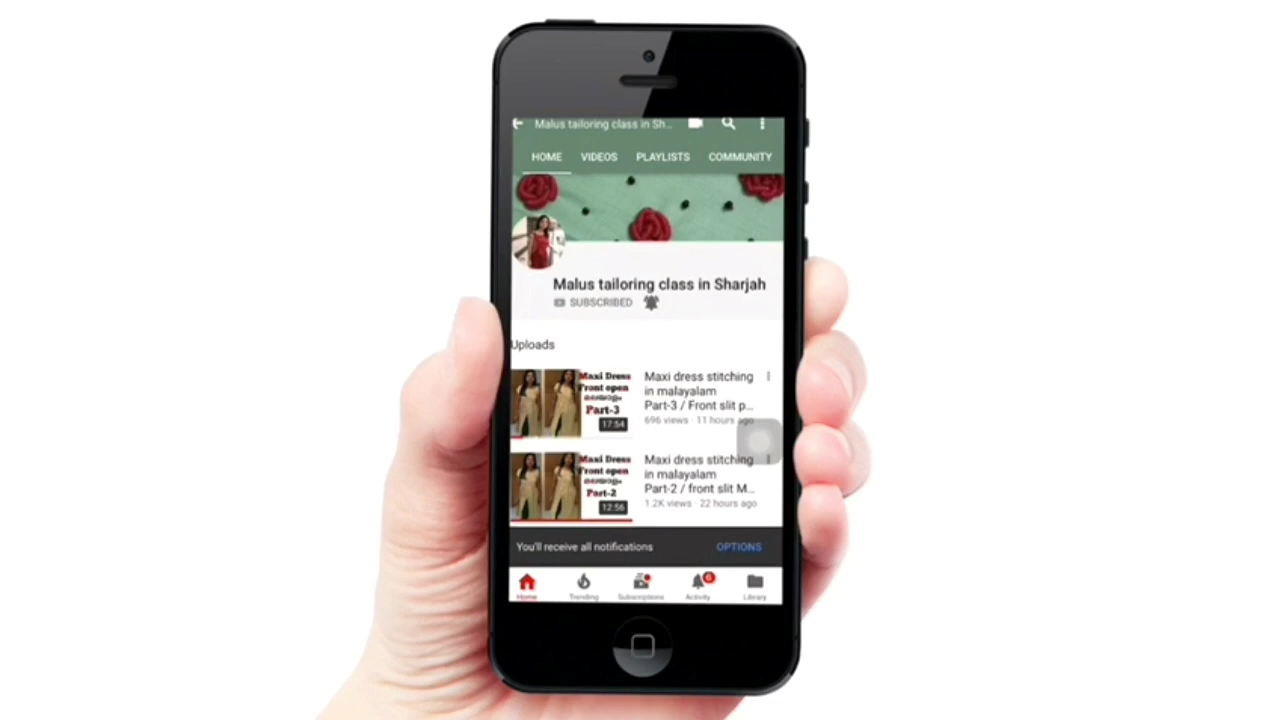 Malus tailoring class in Sh...
HOME VIDEOS PLAYLISTS COMMUNITY
Malus tailoring class in Sharjah
SUBSCRIBED
Uploads
Maxi Dress
Front open
Part-3
17:54
Maxi dress stitching
in malayalam
Part-3 / Front slit p...
696 views · 11 hours ago
Maxi Dress
Front open
Part-2
12:56
Maxi dress stitching
in malayalam
Part-2 / front slit M...
1.2K views · 22 hours ago
You'll receive all notifications OPTIONS
6
Home Trending Subscriptions Activity Library